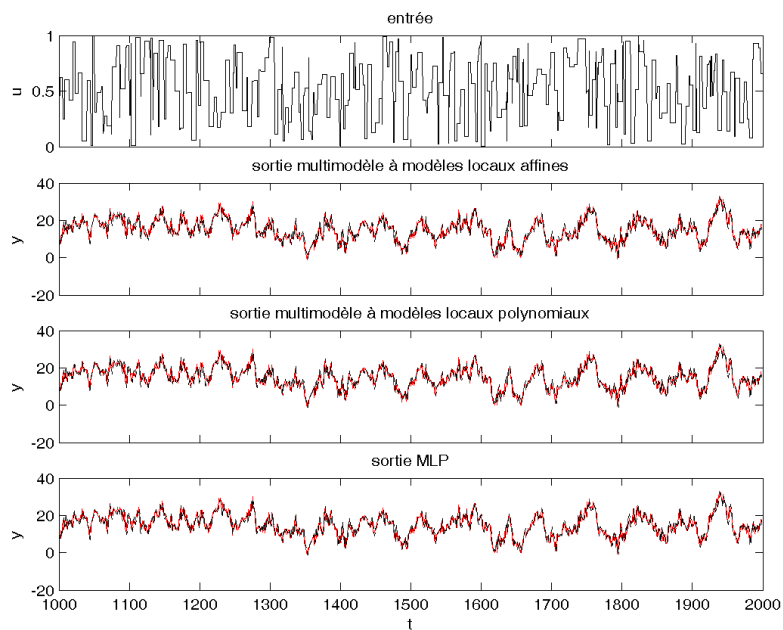 entrée
1
0.5
0
u
sortie multimodèle à modèles locaux affines
40
20
0
-20
y
sortie multimodèle à modèles locaux polynomiaux
40
20
0
-20
y
sortie MLP
40
20
0
-20
y
1000 1100 1200 1300 1400 1500 1600 1700 1800 1900 2000
t